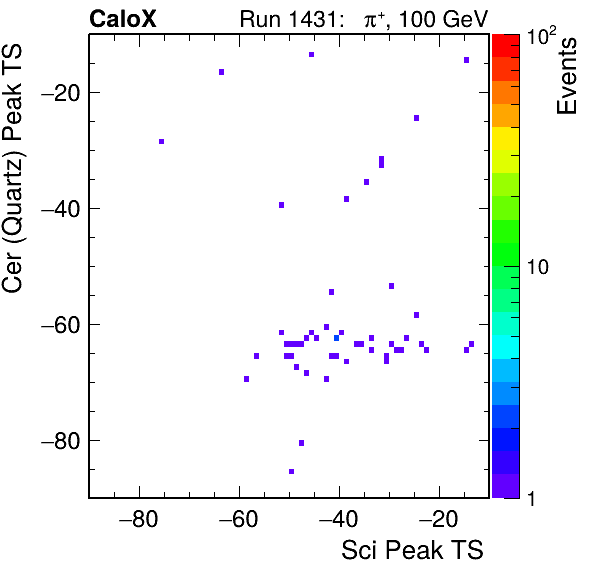 CaloX Run 1431: π+, 100 GeV
Cer (Quartz) Peak TS
−20
−40
−60
−80
−80 −60 −40 −20
Sci Peak TS
10²
10
1
Events